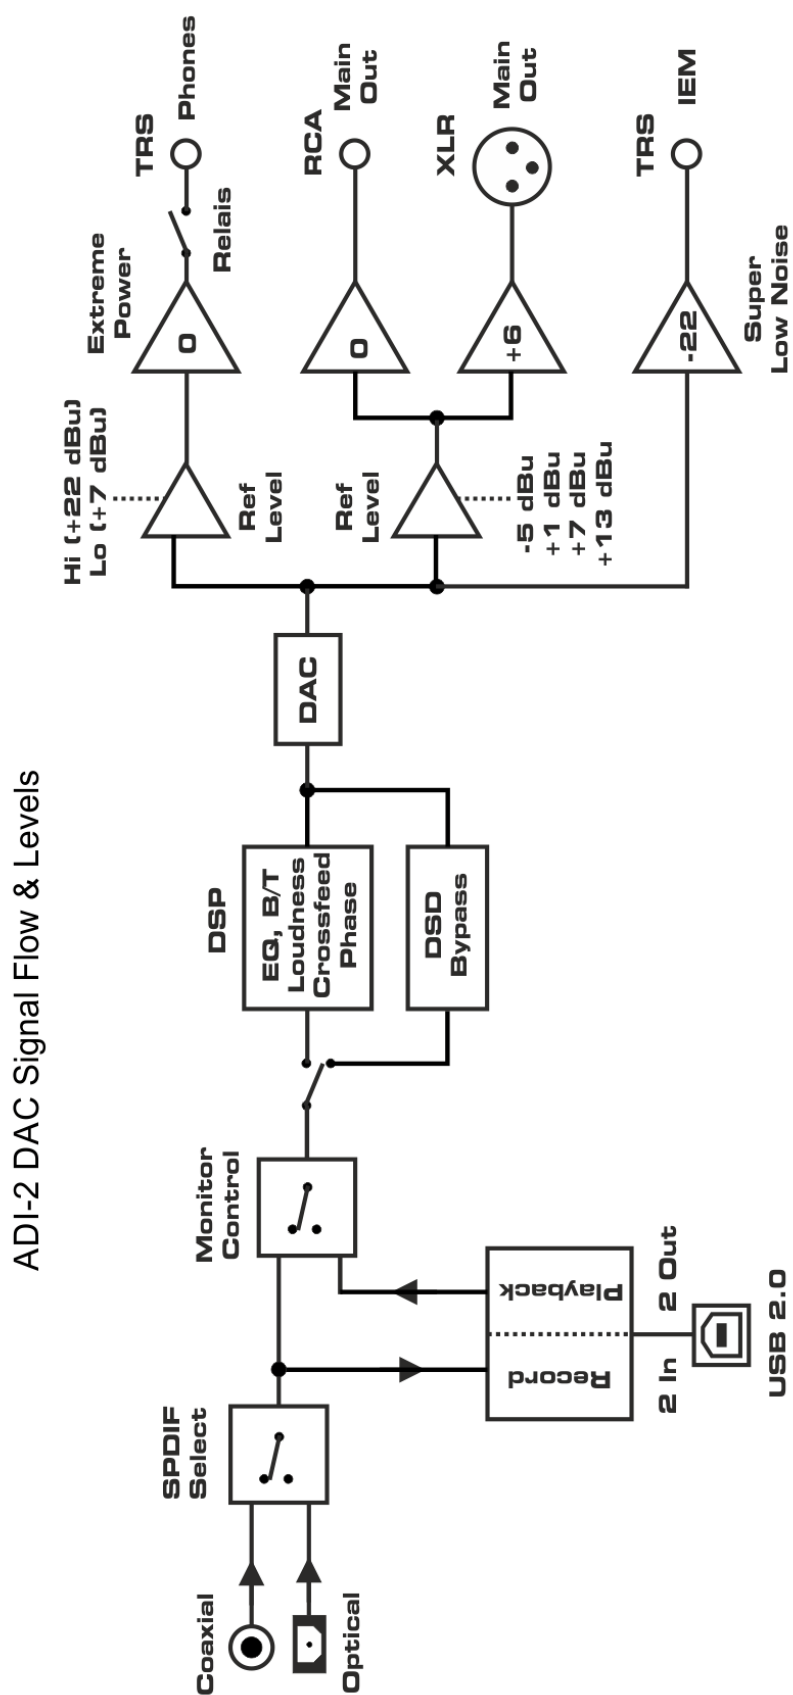 ADI-2 DAC Signal Flow & Levels
Coaxial
Optical
SPDIF
Select
Record
Playback
2 In
2 Out
USB 2.0
Monitor
Control
DSP
EQ, B/T
Loudness
Crossfeed
Phase
DSD
Bypass
DAC
Hi (+22 dBu)
Lo (+7 dBu)
Ref
Level
Extreme
Power
0
Relais
TRS
Phones
Ref
Level
-5 dBu
+1 dBu
+7 dBu
+13 dBu
0
RCA
Main
Out
+6
XLR
Main
Out
-22
Super
Low Noise
TRS
IEM